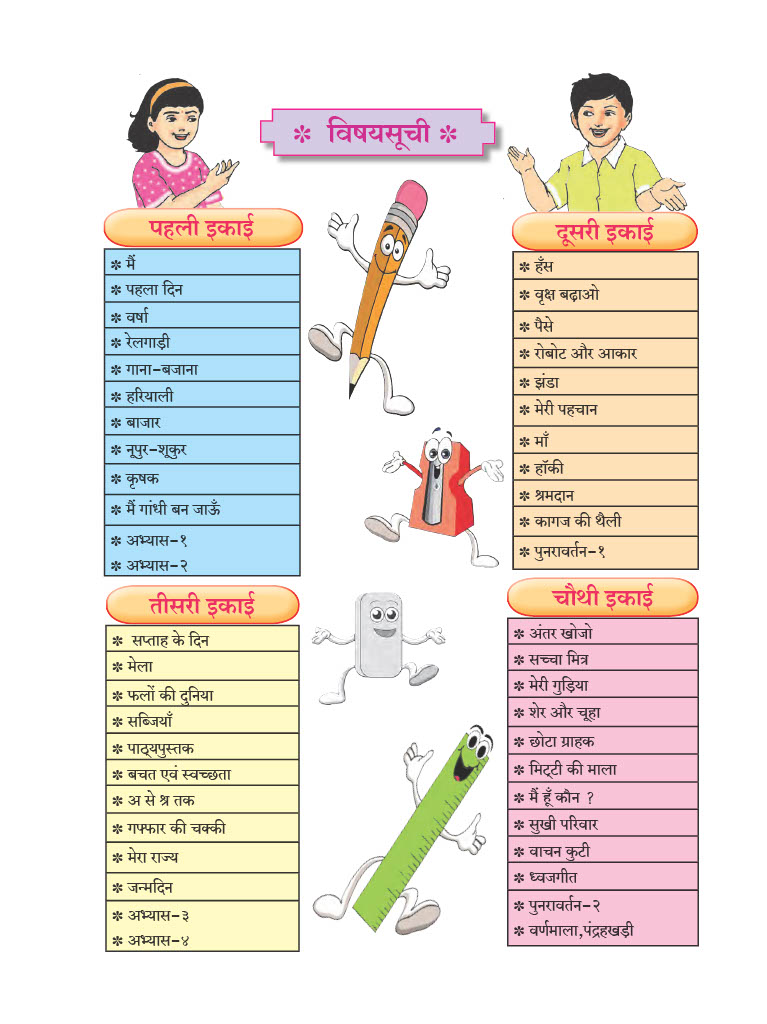 ✽ विषयसूची ✽
पहली इकाई
✽ मैं
✽ पहला दिन
✽ वर्षा
✽ रेलगाड़ी
✽ गाना-बजाना
✽ हरियाली
✽ बाजार
✽ नूपुर-शूकुर
✽ कृषक
✽ मैं गांधी बन जाऊँ
✽ अभ्यास-१
✽ अभ्यास-२
दूसरी इकाई
✽ हँस
✽ वृक्ष बढ़ाओ
✽ पैसे
✽ रोबोट और आकार
✽ झंडा
✽ मेरी पहचान
✽ माँ
✽ हॉकी
✽ श्रमदान
✽ कागज की थैली
✽ पुनरावर्तन-१
तीसरी इकाई
✽ सप्ताह के दिन
✽ मेला
✽ फलों की दुनिया
✽ सब्जियाँ
✽ पाठ्यपुस्तक
✽ बचत एवं स्वच्छता
✽ अ से श्र तक
✽ गफ्फार की चक्की
✽ मेरा राज्य
✽ जन्मदिन
✽ अभ्यास-३
✽ अभ्यास-४
चौथी इकाई
✽ अंतर खोजो
✽ सच्चा मित्र
✽ मेरी गुड़िया
✽ शेर और चूहा
✽ छोटा ग्राहक
✽ मिट्टी की माला
✽ मैं हूँ कौन ?
✽ सुखी परिवार
✽ वाचन कुटी
✽ ध्वजगीत
✽ पुनरावर्तन-२
✽ वर्णमाला,पंद्रहखड़ी